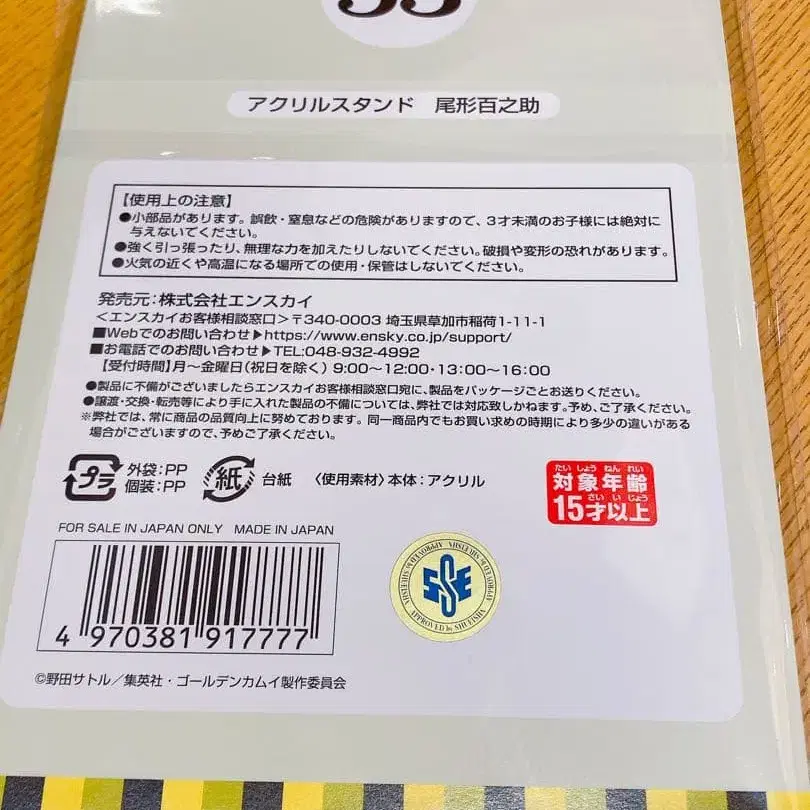 アクリルスタンド 尾形百之助
【使用上の注意】
●小部品があります。誤飲・窒息などの危険がありますので、3才未満のお子様には絶対に
与えないでください。
●強く引っ張ったり、無理な力を加えたりしないでください。破損や変形の恐れがあります。
●火気の近くや高温になる場所での使用・保管はしないでください。
発売元:株式会社エンスカイ
<エンスカイお客様相談窓口>〒340-0003 埼玉県草加市稲荷1-11-1
■Webでのお問い合わせ▶https://www.ensky.co.jp/support/
■お電話でのお問い合わせ▶TEL:048-932-4992
【受付時間】月〜金曜日(祝日を除く) 9:00〜12:00・13:00〜16:00
●製品に不備がございましたらエンスカイお客様相談窓口宛に、製品をパッケージごとお送りください。
●譲渡・交換・転売等により手に入れた製品の不備については、弊社では対応致しかねます。予め、ご了承ください。
※弊社では、常に商品の品質向上に努めております。同一商品内でもお買い求めの時期により多少の違いがある
場合がございますので、予めご了承ください。
プラ 外袋:PP
個装:PP
紙 台紙 〈使用素材〉本体:アクリル
たいしょうねんれい
対象年齢
さいいじょう
15才以上
FOR SALE IN JAPAN ONLY MADE IN JAPAN
4 970381 917777
APPROVED by SHUEISHA
©野田サトル/集英社・ゴールデンカムイ製作委員会